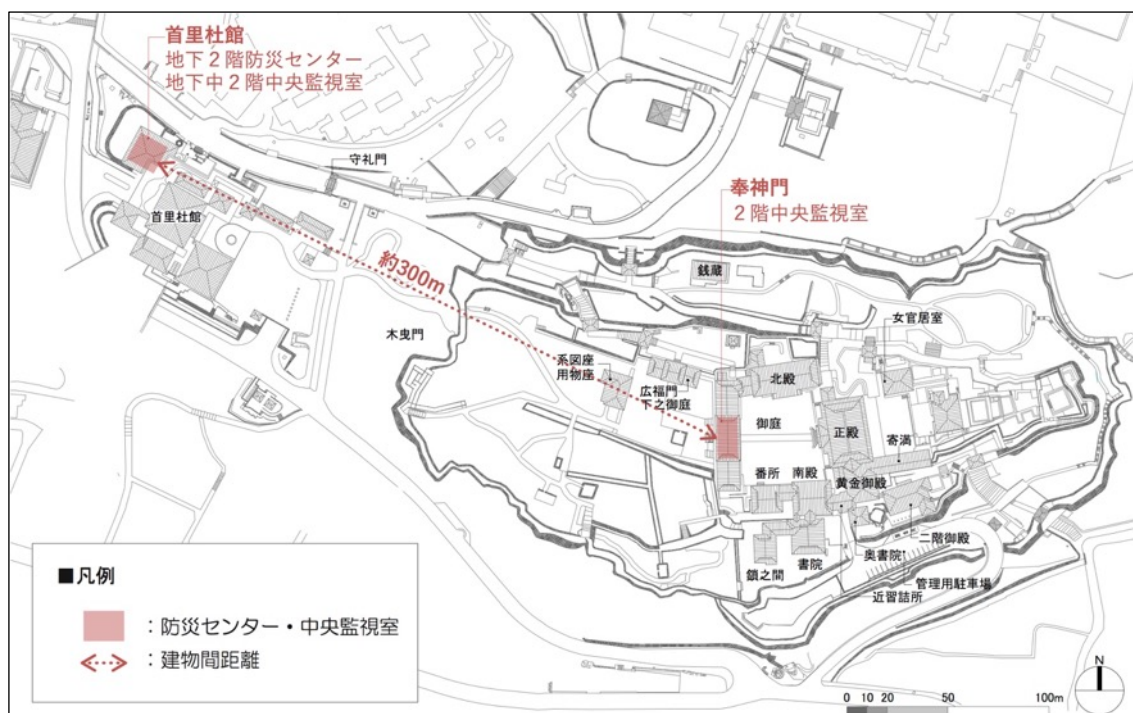 首里杜館
地下２階防災センター
地下中２階中央監視室
守礼門
首里杜館
奉神門
２階中央監視室
約300m
銭蔵
女官居室
木曳門
系図座
用物座
広福門
下之御庭
北殿
御庭
正殿
寄満
番所
南殿
黄金御殿
二階御殿
奥書院
鎖之間
書院
管理用駐車場
近習詰所
■凡例
：防災センター・中央監視室
：建物間距離
N
0 10 20 50 100m